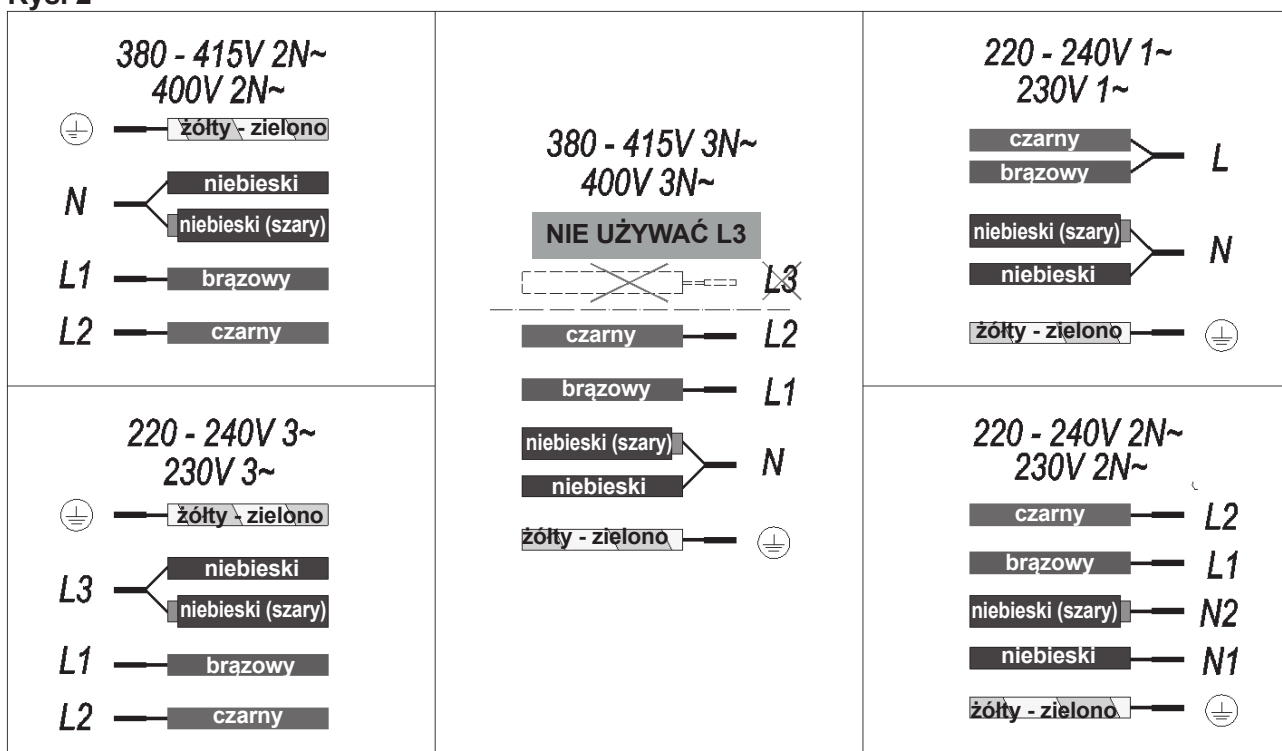 380 - 415V 2N~
400V 2N~
żółty - zielono
N
niebieski
niebieski (szary)
L1
brązowy
L2
czarny
220 - 240V 3~
230V 3~
żółty - zielono
L3
niebieski
niebieski (szary)
L1
brązowy
L2
czarny
380 - 415V 3N~
400V 3N~
NIE UŻYWAĆ L3
L3
czarny
L2
brązowy
L1
niebieski (szary)
N
niebieski
żółty - zielono
220 - 240V 1~
230V 1~
czarny
L
brązowy
niebieski (szary)
N
niebieski
żółty - zielono
220 - 240V 2N~
230V 2N~
czarny
L2
brązowy
L1
niebieski (szary)
N2
niebieski
N1
żółty - zielono